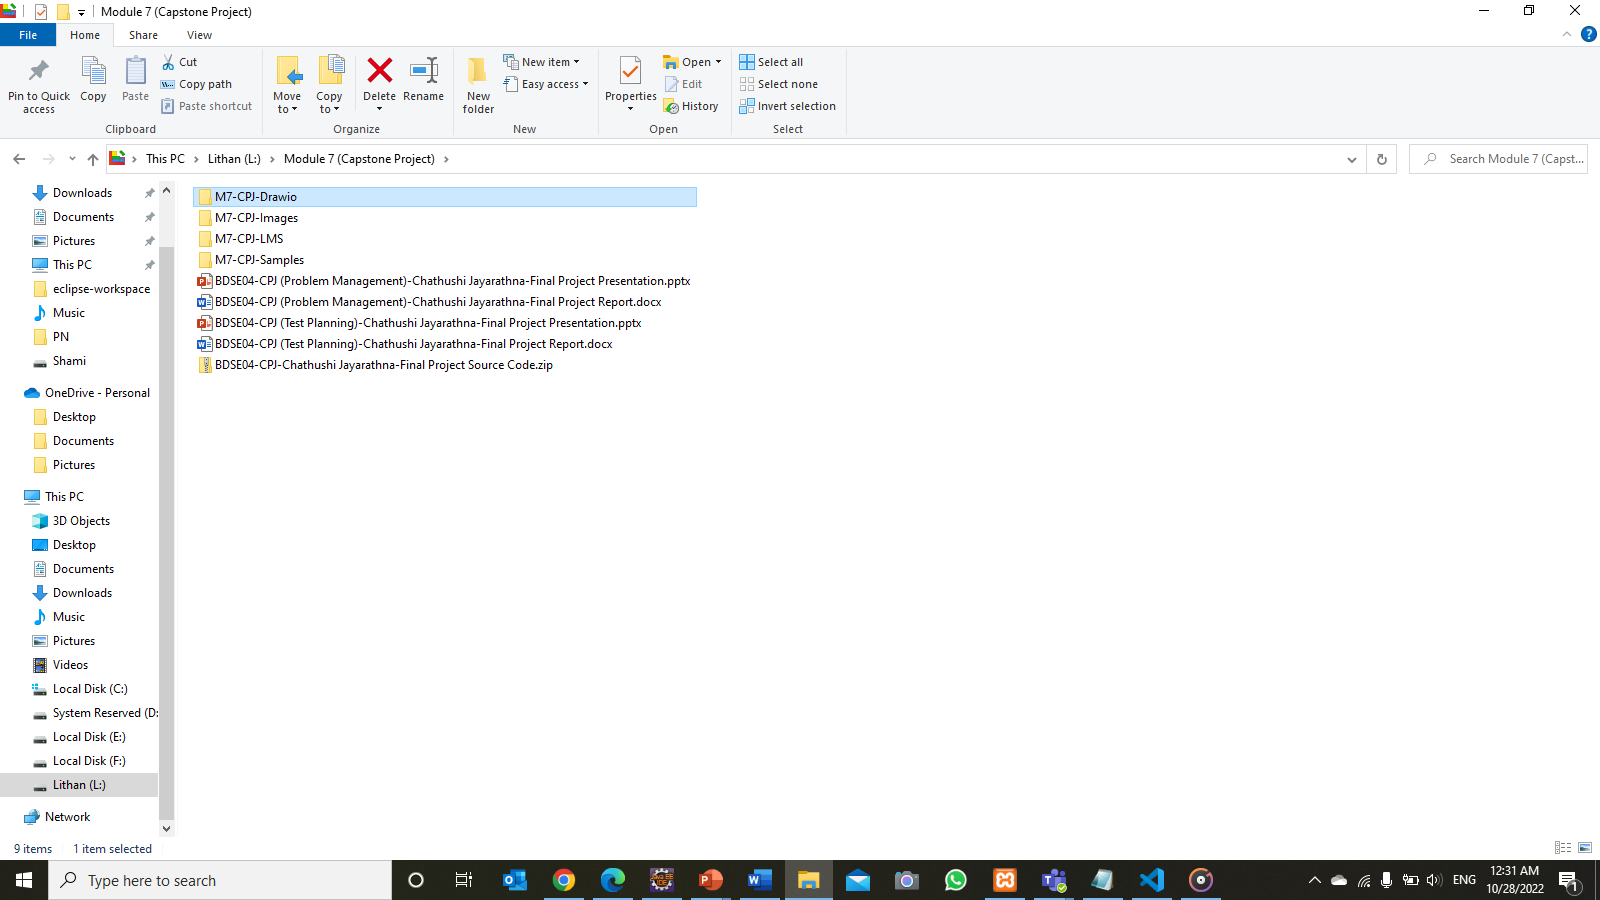 Module 7 (Capstone Project)
File
Home
Share
View
Pin to Quick
access
Copy
Paste
Cut
Copy path
Paste shortcut
Clipboard
Move
to
Copy
to
Delete
Rename
Organize
New
folder
New item
Easy access
New
Properties
Open
Edit
History
Open
Select all
Select none
Invert selection
Select
This PC
Lithan (L:)
Module 7 (Capstone Project)
Search Module 7 (Capst...
Downloads
Documents
Pictures
This PC
eclipse-workspace
Music
PN
Shami
OneDrive - Personal
Desktop
Documents
Pictures
This PC
3D Objects
Desktop
Documents
Downloads
Music
Pictures
Videos
Local Disk (C:)
System Reserved (D:
Local Disk (E:)
Local Disk (F:)
Lithan (L:)
Network
M7-CPJ-Drawio
M7-CPJ-Images
M7-CPJ-LMS
M7-CPJ-Samples
BDSE04-CPJ (Problem Management)-Chathushi Jayarathna-Final Project Presentation.pptx
BDSE04-CPJ (Problem Management)-Chathushi Jayarathna-Final Project Report.docx
BDSE04-CPJ (Test Planning)-Chathushi Jayarathna-Final Project Presentation.pptx
BDSE04-CPJ (Test Planning)-Chathushi Jayarathna-Final Project Report.docx
BDSE04-CPJ-Chathushi Jayarathna-Final Project Source Code.zip
9 items
1 item selected
Type here to search
ENG
12:31 AM
10/28/2022
1